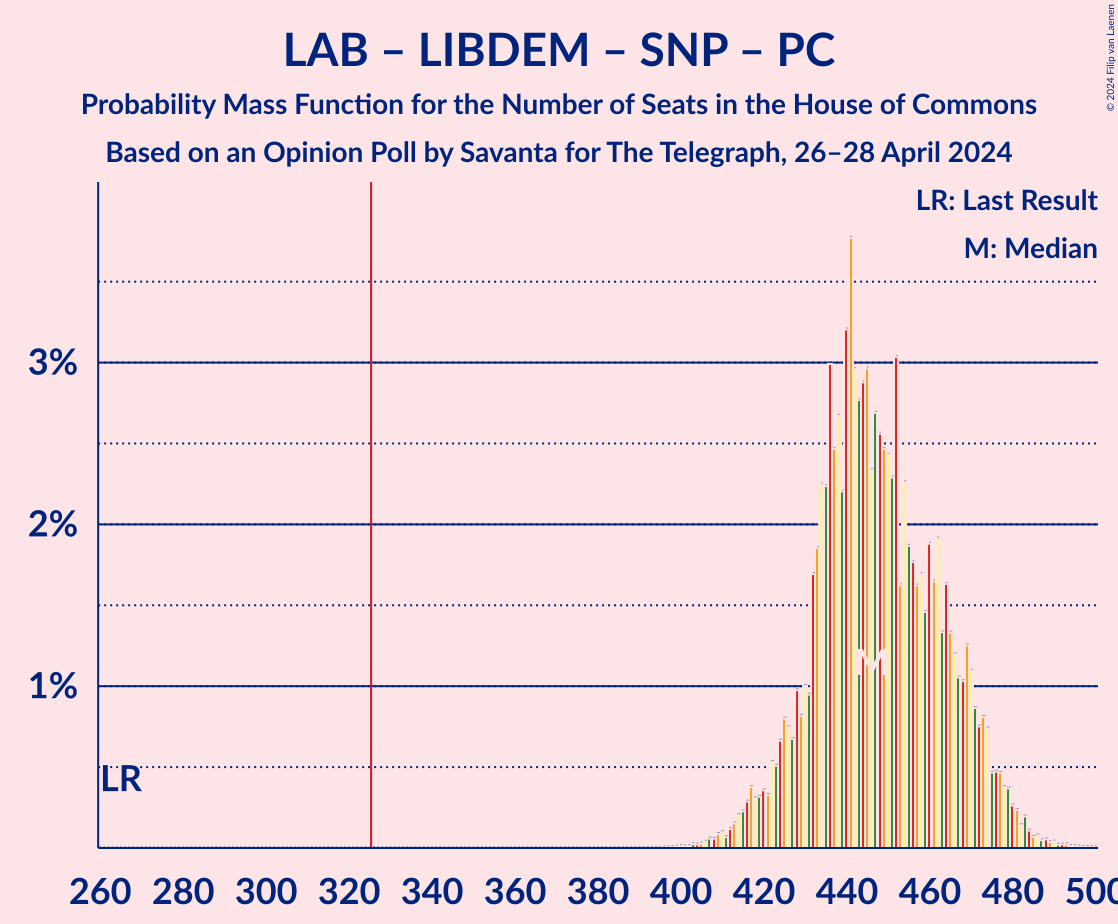 LAB – LIBDEM – SNP – PC
Probability Mass Function for the Number of Seats in the House of Commons
Based on an Opinion Poll by Savanta for The Telegraph, 26–28 April 2024
© 2024 Filip van Laenen
LR: Last Result
M: Median
3%
2%
1%
M
LR
260 280 300 320 340 360 380 400 420 440 460 480 500